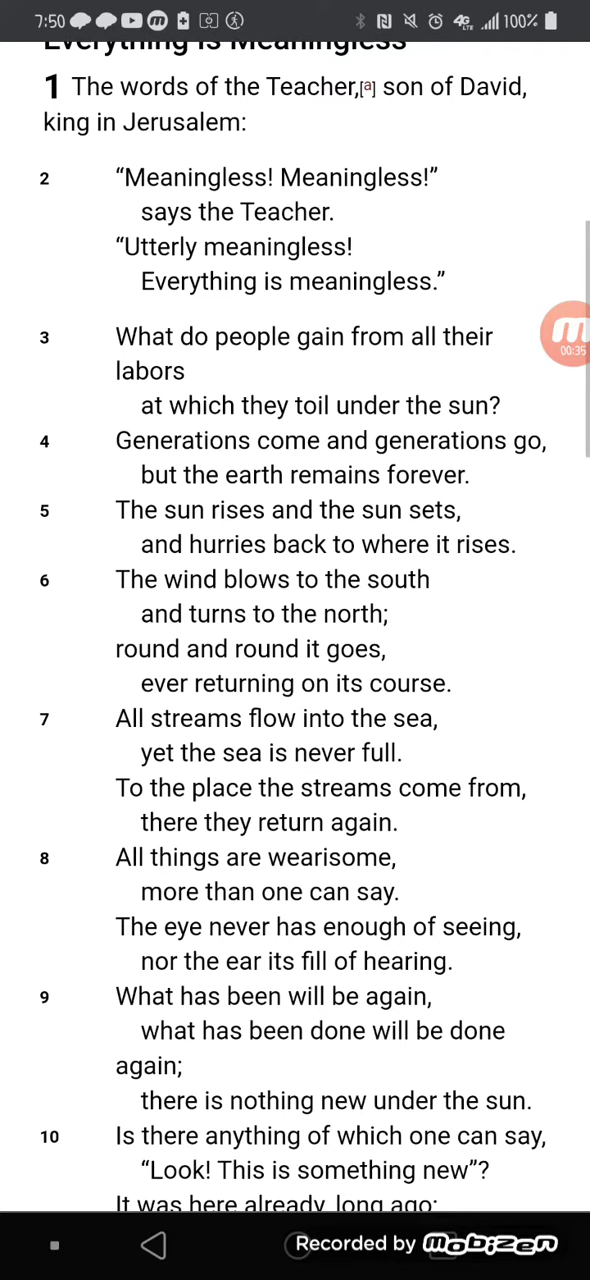 7:50 4G LTE 100%
Everything Is Meaningless
1 The words of the Teacher,[a] son of David,
king in Jerusalem:
2 “Meaningless! Meaningless!”
says the Teacher.
“Utterly meaningless!
Everything is meaningless.”
3 What do people gain from all their
labors
at which they toil under the sun?
4 Generations come and generations go,
but the earth remains forever.
5 The sun rises and the sun sets,
and hurries back to where it rises.
6 The wind blows to the south
and turns to the north;
round and round it goes,
ever returning on its course.
7 All streams flow into the sea,
yet the sea is never full.
To the place the streams come from,
there they return again.
8 All things are wearisome,
more than one can say.
The eye never has enough of seeing,
nor the ear its fill of hearing.
9 What has been will be again,
what has been done will be done
again;
there is nothing new under the sun.
10 Is there anything of which one can say,
“Look! This is something new”?
It was here already, long ago;
m
00:35
Recorded by mobizen